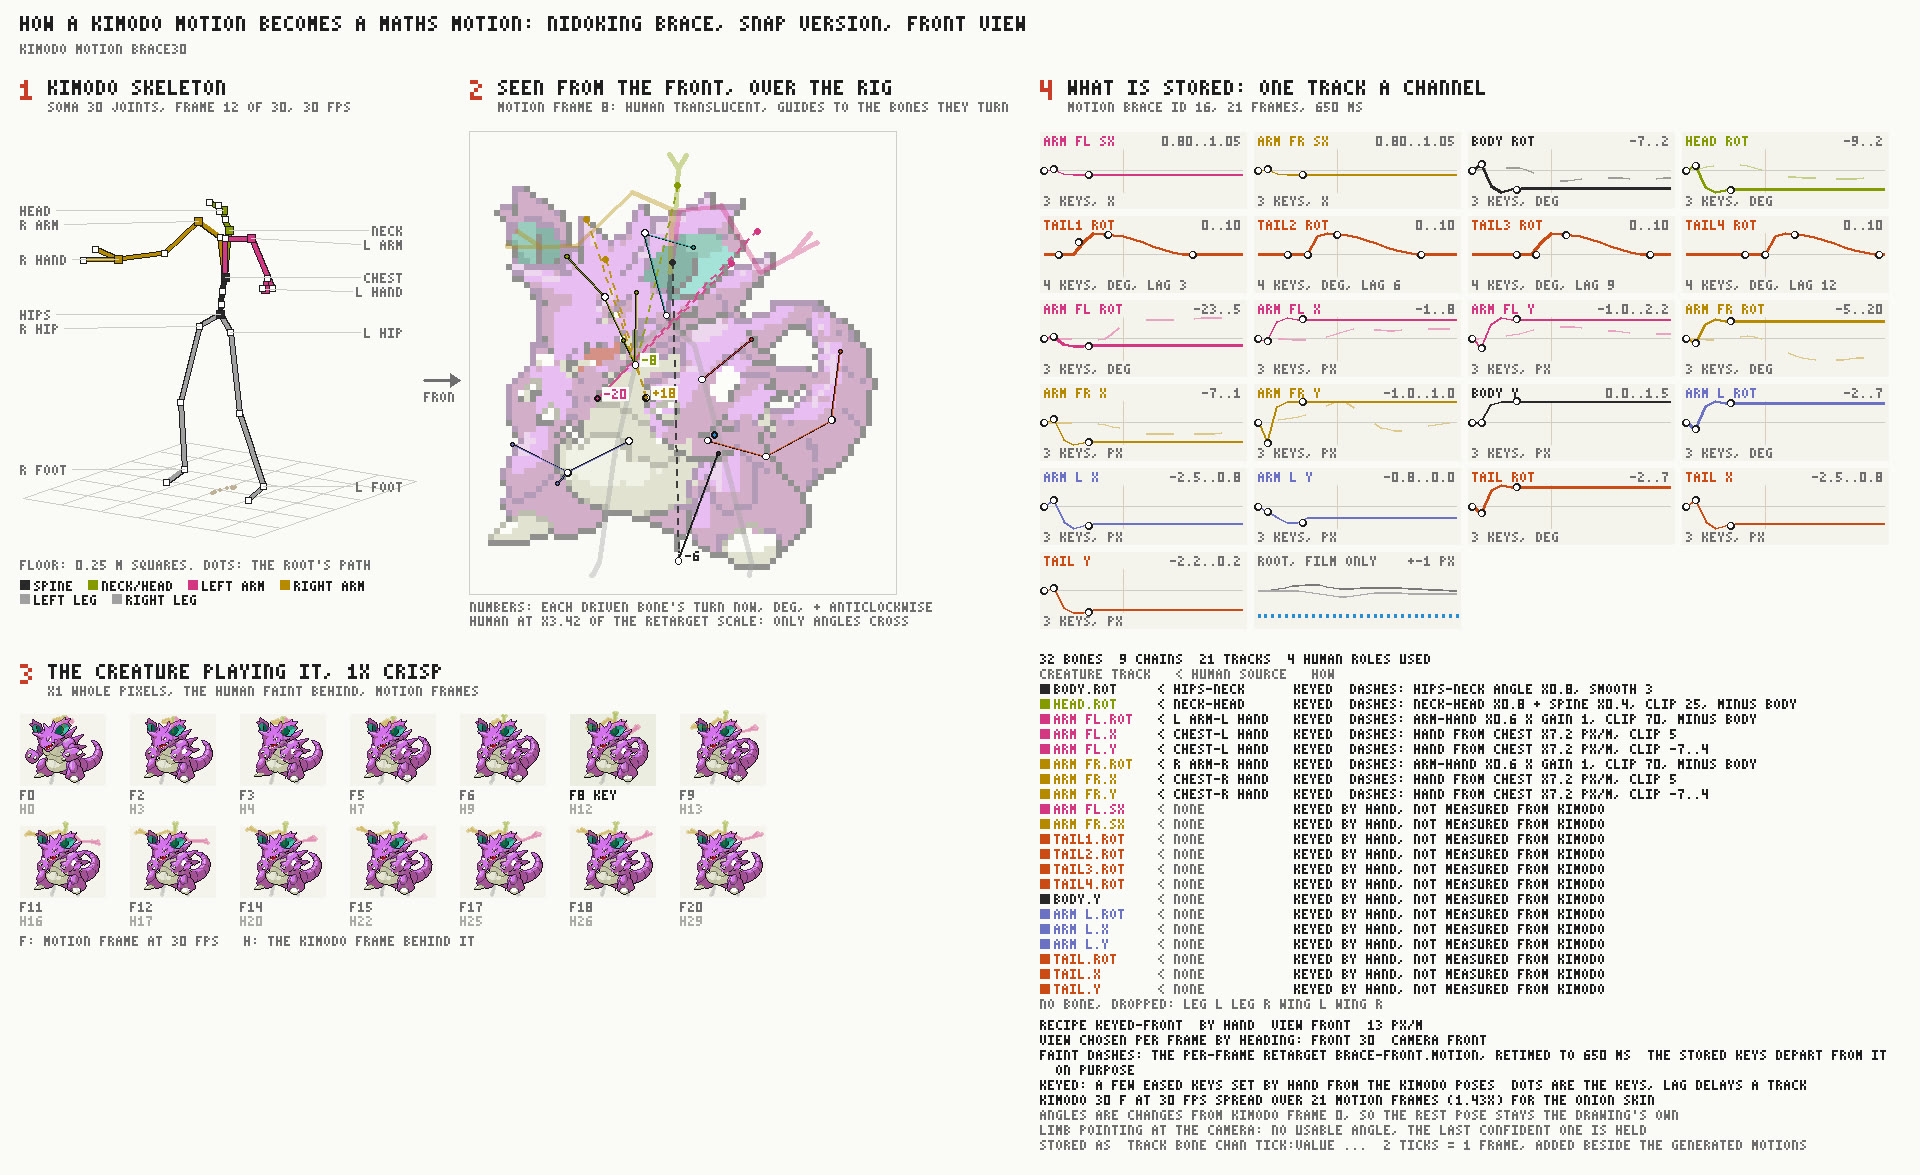 HOW A KIMODO MOTION BECOMES A MATHS MOTION: NIDOKING BRACE, SNAP VERSION, FRONT VIEW
KIMODO MOTION BRACE30
1 KIMODO SKELETON
SOMA 30 JOINTS, FRAME 12 OF 30, 30 FPS
HEAD
R ARM
NECK
L ARM
R HAND
CHEST
L HAND
HIPS
R HIP
L HIP
R FOOT
L FOOT
FLOOR: 0.25 M SQUARES. DOTS: THE ROOT'S PATH
SPINE NECK/HEAD LEFT ARM RIGHT ARM
LEFT LEG RIGHT LEG
FRON
2 SEEN FROM THE FRONT, OVER THE RIG
MOTION FRAME 8: HUMAN TRANSLUCENT, GUIDES TO THE BONES THEY TURN
-8
-20
+18
-6
NUMBERS: EACH DRIVEN BONE'S TURN NOW, DEG, + ANTICLOCKWISE
HUMAN AT X3.42 OF THE RETARGET SCALE: ONLY ANGLES CROSS
3 THE CREATURE PLAYING IT, 1X CRISP
X1 WHOLE PIXELS, THE HUMAN FAINT BEHIND, MOTION FRAMES
F0 F2 F3 F5 F6 F8 KEY F9
H0 H3 H4 H7 H9 H12 H13
F11 F12 F14 F15 F17 F18 F20
H16 H17 H20 H22 H25 H26 H29
F: MOTION FRAME AT 30 FPS H: THE KIMODO FRAME BEHIND IT
4 WHAT IS STORED: ONE TRACK A CHANNEL
MOTION BRACE ID 16, 21 FRAMES, 650 MS
ARM FL SX 0.80..1.05
3 KEYS, X
ARM FR SX 0.80..1.05
3 KEYS, X
BODY ROT -7..2
3 KEYS, DEG
HEAD ROT -9..2
3 KEYS, DEG
TAIL1 ROT 0..10
4 KEYS, DEG, LAG 3
TAIL2 ROT 0..10
4 KEYS, DEG, LAG 6
TAIL3 ROT 0..10
4 KEYS, DEG, LAG 9
TAIL4 ROT 0..10
4 KEYS, DEG, LAG 12
ARM FL ROT -23..5
3 KEYS, DEG
ARM FL X -1..8
3 KEYS, PX
ARM FL Y -1.0..2.2
3 KEYS, PX
ARM FR ROT -5..20
3 KEYS, DEG
ARM FR X -7..1
3 KEYS, PX
ARM FR Y -1.0..1.0
3 KEYS, PX
BODY Y 0.0..1.5
3 KEYS, PX
ARM L ROT -2..7
3 KEYS, DEG
ARM L X -2.5..0.8
3 KEYS, PX
ARM L Y -0.8..0.0
3 KEYS, PX
TAIL ROT -2..7
3 KEYS, DEG
TAIL X -2.5..0.8
3 KEYS, PX
TAIL Y -2.2..0.2
3 KEYS, PX
ROOT, FILM ONLY +-1 PX
32 BONES 9 CHAINS 21 TRACKS 4 HUMAN ROLES USED
CREATURE TRACK < HUMAN SOURCE HOW
BODY.ROT < HIPS-NECK KEYED DASHES: HIPS-NECK ANGLE X0.8, SMOOTH 3
HEAD.ROT < NECK-HEAD KEYED DASHES: NECK-HEAD X0.8 + SPINE X0.4, CLIP 25, MINUS BODY
ARM FL.ROT < L ARM-L HAND KEYED DASHES: ARM-HAND X0.6 X GAIN 1, CLIP 70, MINUS BODY
ARM FL.X < CHEST-L HAND KEYED DASHES: HAND FROM CHEST X7.2 PX/M, CLIP 5
ARM FL.Y < CHEST-L HAND KEYED DASHES: HAND FROM CHEST X7.2 PX/M, CLIP -7..4
ARM FR.ROT < R ARM-R HAND KEYED DASHES: ARM-HAND X0.6 X GAIN 1, CLIP 70, MINUS BODY
ARM FR.X < CHEST-R HAND KEYED DASHES: HAND FROM CHEST X7.2 PX/M, CLIP 5
ARM FR.Y < CHEST-R HAND KEYED DASHES: HAND FROM CHEST X7.2 PX/M, CLIP -7..4
ARM FL.SX < NONE KEYED BY HAND, NOT MEASURED FROM KIMODO
ARM FR.SX < NONE KEYED BY HAND, NOT MEASURED FROM KIMODO
TAIL1.ROT < NONE KEYED BY HAND, NOT MEASURED FROM KIMODO
TAIL2.ROT < NONE KEYED BY HAND, NOT MEASURED FROM KIMODO
TAIL3.ROT < NONE KEYED BY HAND, NOT MEASURED FROM KIMODO
TAIL4.ROT < NONE KEYED BY HAND, NOT MEASURED FROM KIMODO
BODY.Y < NONE KEYED BY HAND, NOT MEASURED FROM KIMODO
ARM L.ROT < NONE KEYED BY HAND, NOT MEASURED FROM KIMODO
ARM L.X < NONE KEYED BY HAND, NOT MEASURED FROM KIMODO
ARM L.Y < NONE KEYED BY HAND, NOT MEASURED FROM KIMODO
TAIL.ROT < NONE KEYED BY HAND, NOT MEASURED FROM KIMODO
TAIL.X < NONE KEYED BY HAND, NOT MEASURED FROM KIMODO
TAIL.Y < NONE KEYED BY HAND, NOT MEASURED FROM KIMODO
NO BONE, DROPPED: LEG L LEG R WING L WING R
RECIPE KEYED-FRONT BY HAND VIEW FRONT 13 PX/M
VIEW CHOSEN PER FRAME BY HEADING: FRONT 30 CAMERA FRONT
FAINT DASHES: THE PER-FRAME RETARGET BRACE-FRONT.MOTION, RETIMED TO 650 MS THE STORED KEYS DEPART FROM IT
ON PURPOSE
KEYED: A FEW EASED KEYS SET BY HAND FROM THE KIMODO POSES DOTS ARE THE KEYS, LAG DELAYS A TRACK
KIMODO 30 F AT 30 FPS SPREAD OVER 21 MOTION FRAMES (1.43X) FOR THE ONION SKIN
ANGLES ARE CHANGES FROM KIMODO FRAME 0, SO THE REST POSE STAYS THE DRAWING'S OWN
LIMB POINTING AT THE CAMERA: NO USABLE ANGLE, THE LAST CONFIDENT ONE IS HELD
STORED AS TRACK BONE CHAN TICK:VALUE ... 2 TICKS = 1 FRAME, ADDED BESIDE THE GENERATED MOTIONS